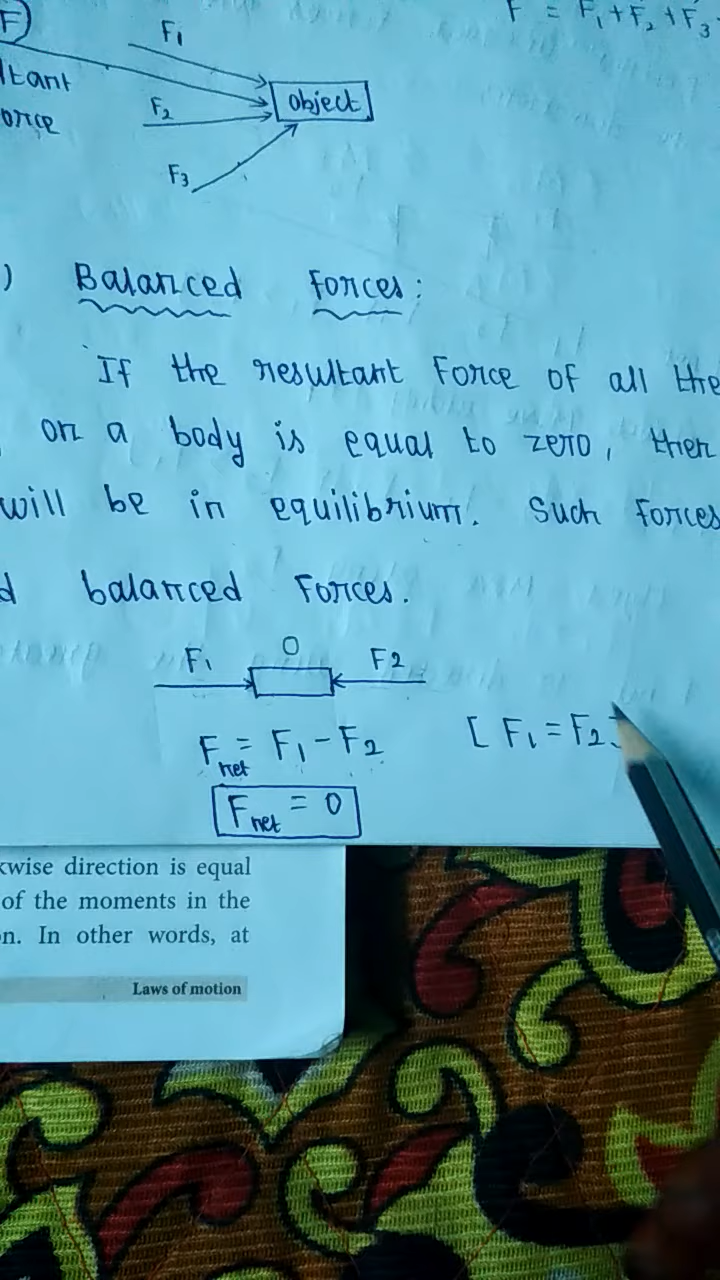 F
F₁
F = F₁+F₂+F₃
ltant
object
orce
F₂
F₃
) Balanced Forces:
If the resultant Force of all the
on a body is equal to zero, then
will be in equilibrium. Such Forces
d balanced Forces.
F₁ O F₂
Fnet = F₁-F₂ [F₁=F₂]
Fnet = 0
kwise direction is equal
of the moments in the
n. In other words, at
Laws of motion